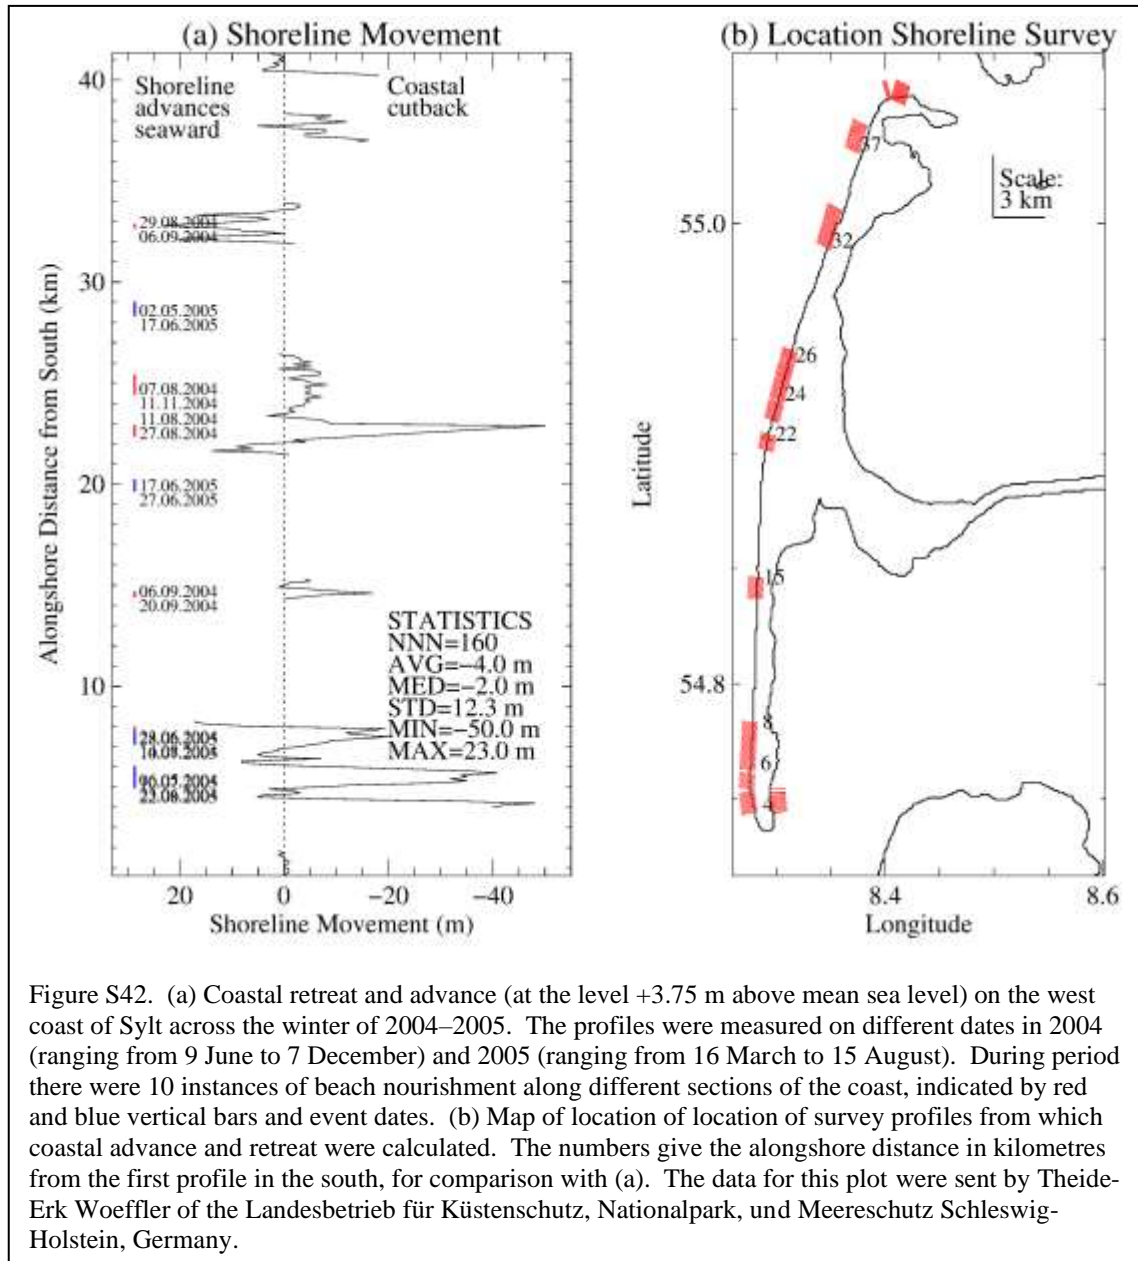 (a) Shoreline Movement
Shoreline
advances
seaward
Coastal
cutback
40
30
20
10
Alongshore Distance from South (km)
29.08.2004
06.09.2004
02.05.2005
17.06.2005
07.08.2004
11.11.2004
11.08.2004
27.08.2004
17.06.2005
27.06.2005
06.09.2004
20.09.2004
STATISTICS
NNN=160
AVG=−4.0 m
MED=−2.0 m
STD=12.3 m
MIN=−50.0 m
MAX=23.0 m
20 0 −20 −40
Shoreline Movement (m)
(b) Location Shoreline Survey
Scale:
3 km
37
32
26
24
22
15
8
6
4
55.0
54.8
Latitude
8.4 8.6
Longitude
Figure S42. (a) Coastal retreat and advance (at the level +3.75 m above mean sea level) on the west
coast of Sylt across the winter of 2004–2005. The profiles were measured on different dates in 2004
(ranging from 9 June to 7 December) and 2005 (ranging from 16 March to 15 August). During period
there were 10 instances of beach nourishment along different sections of the coast, indicated by red
and blue vertical bars and event dates. (b) Map of location of location of survey profiles from which
coastal advance and retreat were calculated. The numbers give the alongshore distance in kilometres
from the first profile in the south, for comparison with (a). The data for this plot were sent by Theide-
Erk Woeffler of the Landesbetrieb für Küstenschutz, Nationalpark, und Meereschutz Schleswig-
Holstein, Germany.